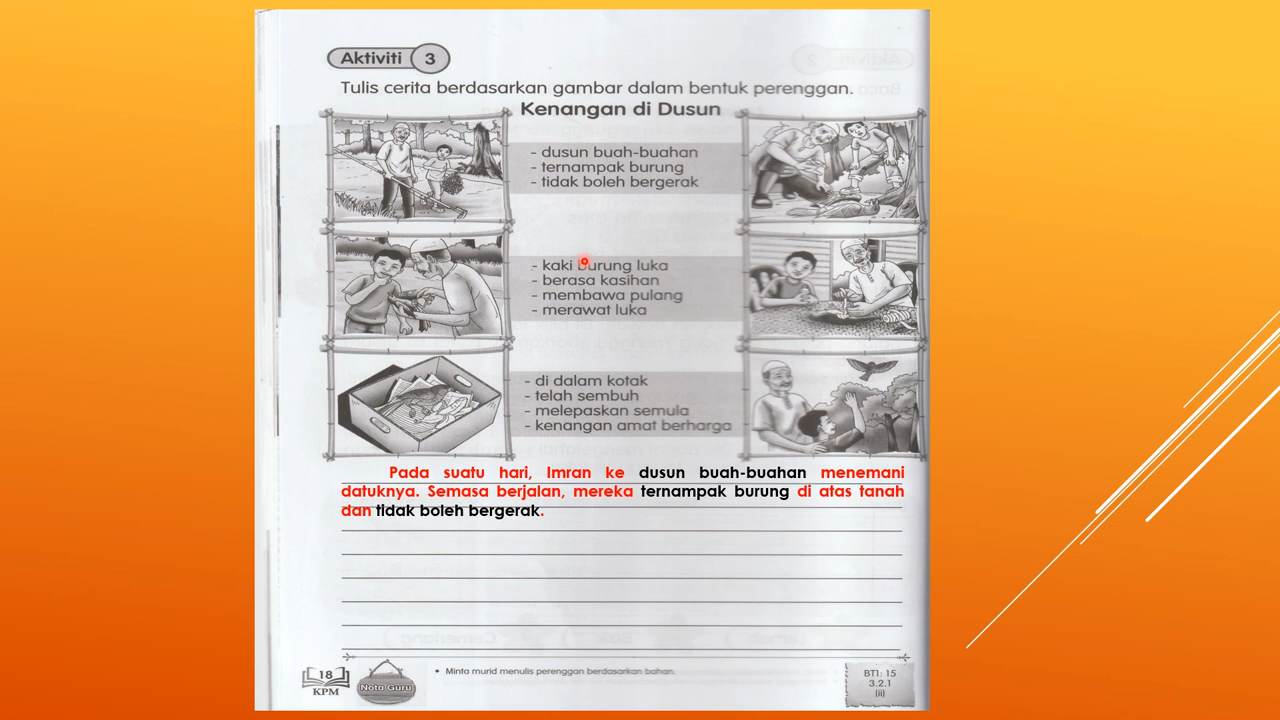 Aktiviti 3
Tulis cerita berdasarkan gambar dalam bentuk perenggan.
Kenangan di Dusun
- dusun buah-buahan
- ternampak burung
- tidak boleh bergerak
- kaki burung luka
- berasa kasihan
- membawa pulang
- merawat luka
- di dalam kotak
- telah sembuh
- melepaskan semula
- kenangan amat berharga
Pada suatu hari, Imran ke dusun buah-buahan menemani
datuknya. Semasa berjalan, mereka ternampak burung di atas tanah
dan tidak boleh bergerak.
18
KPM
Nota Guru
• Minta murid menulis perenggan berdasarkan bahan.
BT1: 15
3.2.1
(ii)